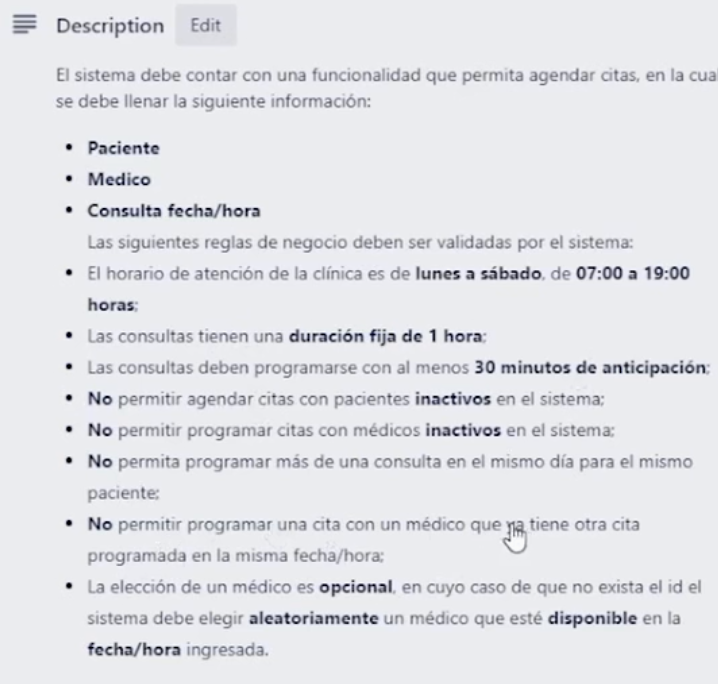 Description Edit
El sistema debe contar con una funcionalidad que permita agendar citas, en la cual
se debe llenar la siguiente información:
• Paciente
• Medico
• Consulta fecha/hora
Las siguientes reglas de negocio deben ser validadas por el sistema:
• El horario de atención de la clínica es de lunes a sábado, de 07:00 a 19:00
horas;
• Las consultas tienen una duración fija de 1 hora;
• Las consultas deben programarse con al menos 30 minutos de anticipación;
• No permitir agendar citas con pacientes inactivos en el sistema;
• No permitir programar citas con médicos inactivos en el sistema;
• No permita programar más de una consulta en el mismo día para el mismo
paciente;
• No permitir programar una cita con un médico que ya tiene otra cita
programada en la misma fecha/hora;
• La elección de un médico es opcional, en cuyo caso de que no exista el id el
sistema debe elegir aleatoriamente un médico que esté disponible en la
fecha/hora ingresada.